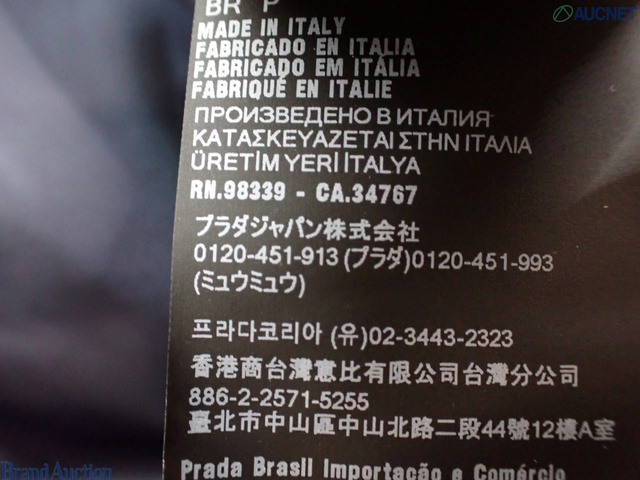 BR P
AUCNET
MADE IN ITALY
FABRICADO EN ITALIA
FABRICADO EM ITÁLIA
FABRIQUÉ EN ITALIE
ПРОИЗВЕДЕНО В ИТАЛИЯ
ΚΑΤΑΣΚΕΥΑΖΕΤΑΙ ΣΤΗΝ ΙΤΑΛΙΑ
ÜRETİM YERİ İTALYA
RN.98339 - CA.34767
プラダジャパン株式会社
0120-451-913 (プラダ)0120-451-993
(ミュウミュウ)
프라다코리아 (유)02-3443-2323
香港商台灣惠比有限公司台灣分公司
886-2-2571-5255
臺北市中山區中山北路二段44號12樓A室
Prada Brasil Importação e Comércio
Brand Auction